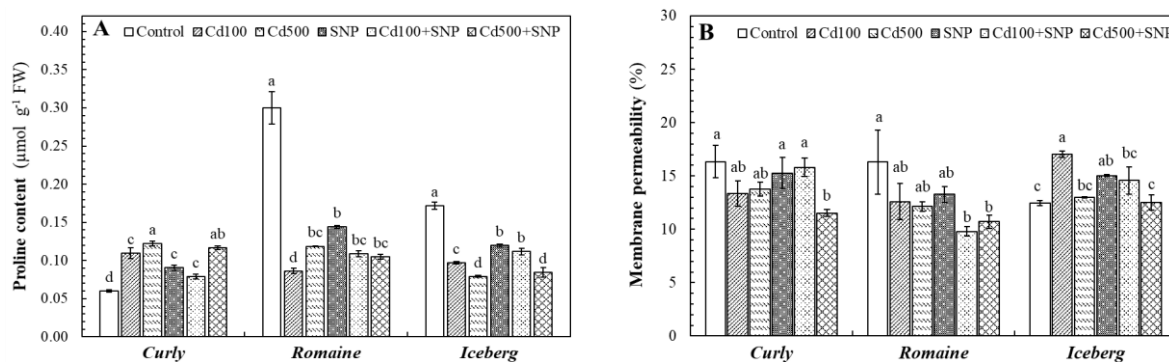 A
Control Cd100 Cd500 SNP Cd100+SNP Cd500+SNP
Proline content (µmol g-1 FW)
0.40
0.35
0.30
0.25
0.20
0.15
0.10
0.05
0.00
d c a c c ab
a d bc b bc bc
a c d b b d
Curly Romaine Iceberg
B
Control Cd100 Cd500 SNP Cd100+SNP Cd500+SNP
Membrane permeability (%)
30
25
20
15
10
5
0
a ab ab a a b
a ab ab ab b b
c a bc ab bc c
Curly Romaine Iceberg